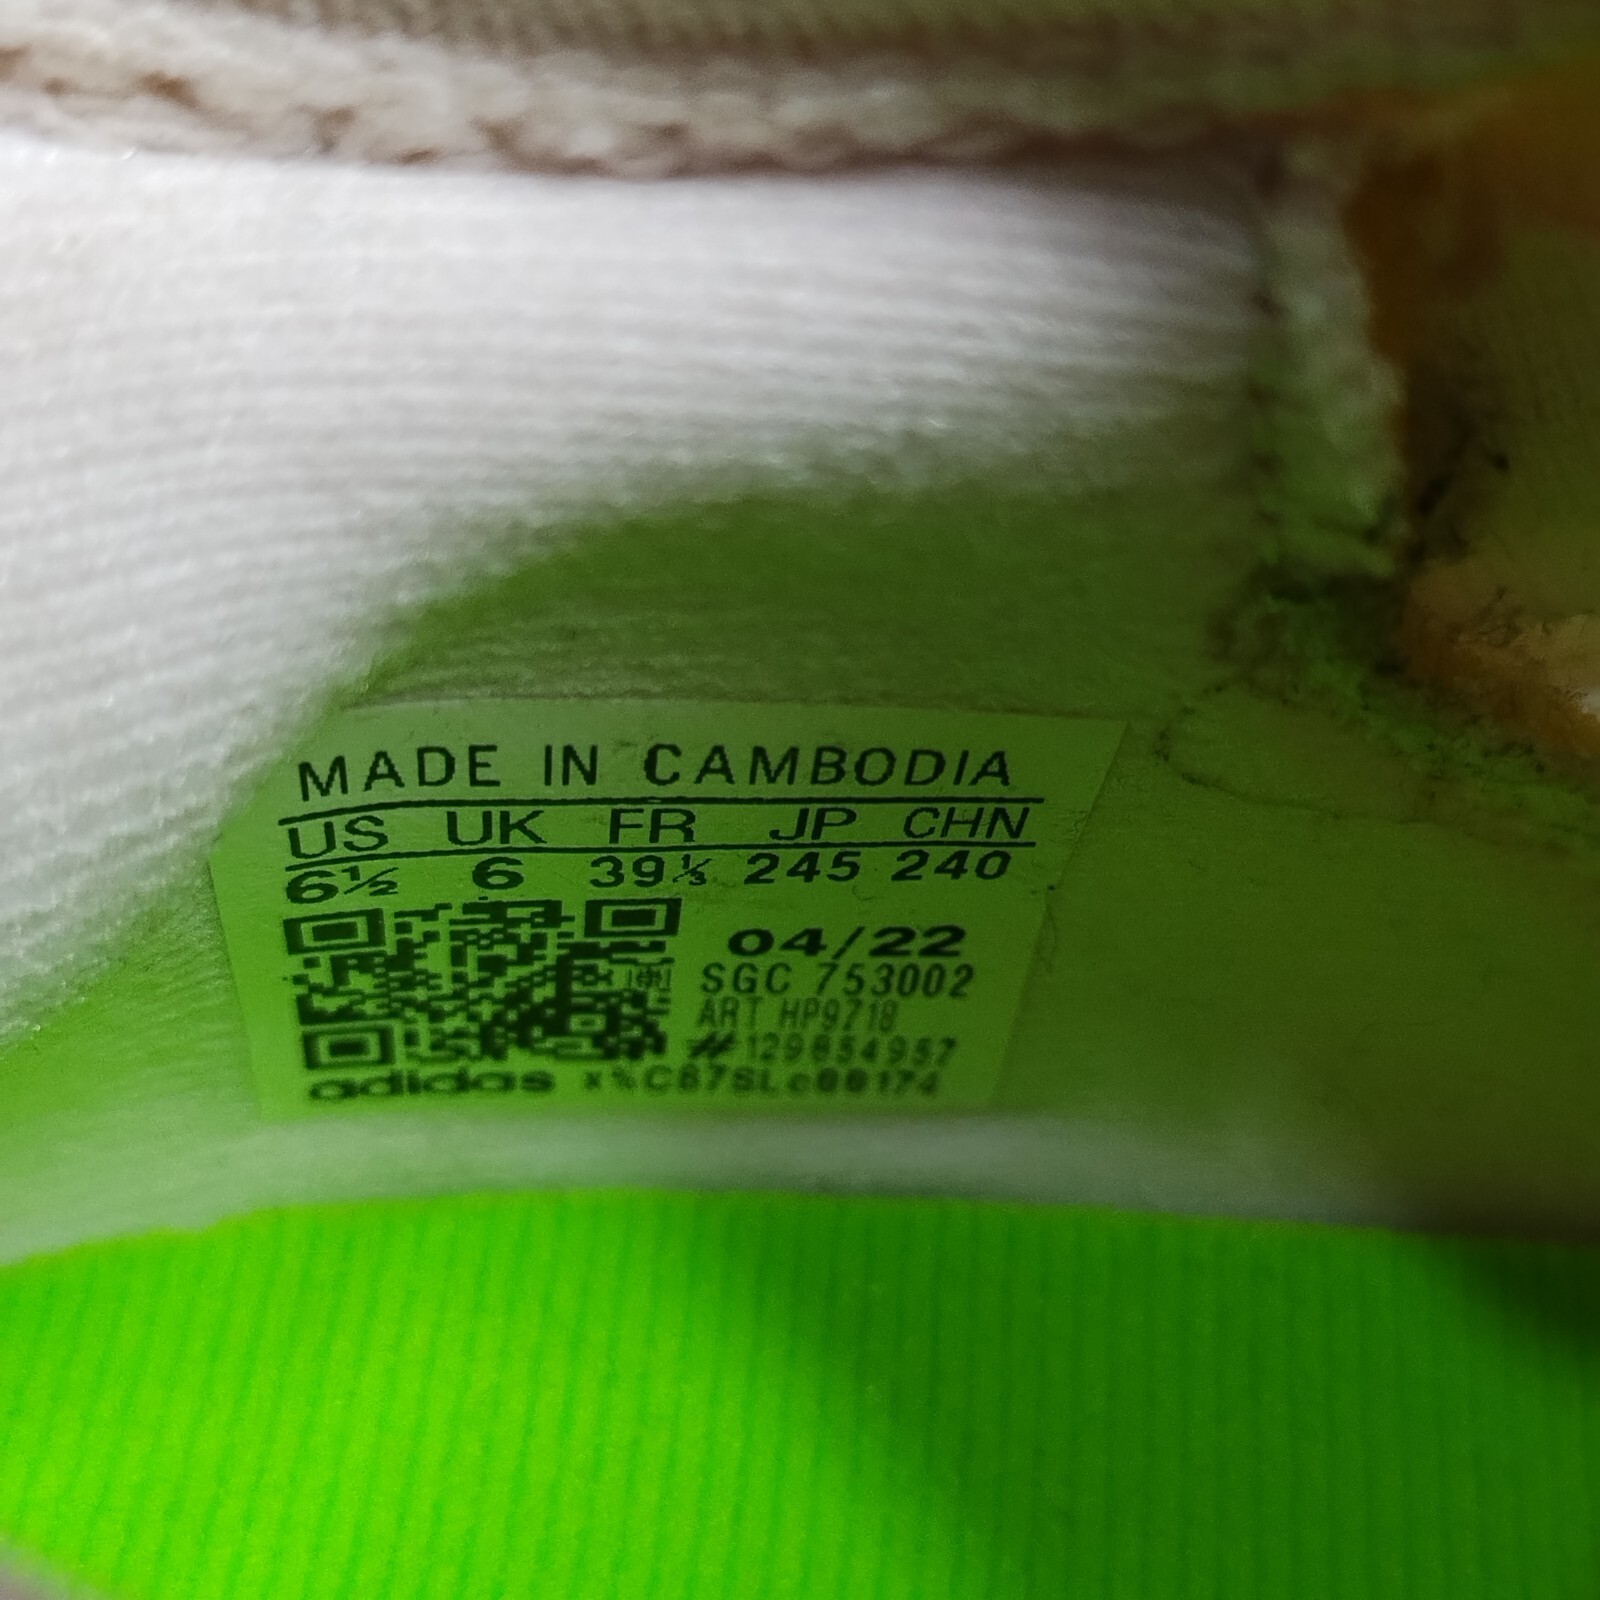 MADE IN CAMBODIA
US UK FR JP CHN
6½ 6 39⅓ 245 240
04/22
SGC 753002
ART HP9718
#129854957
adidas